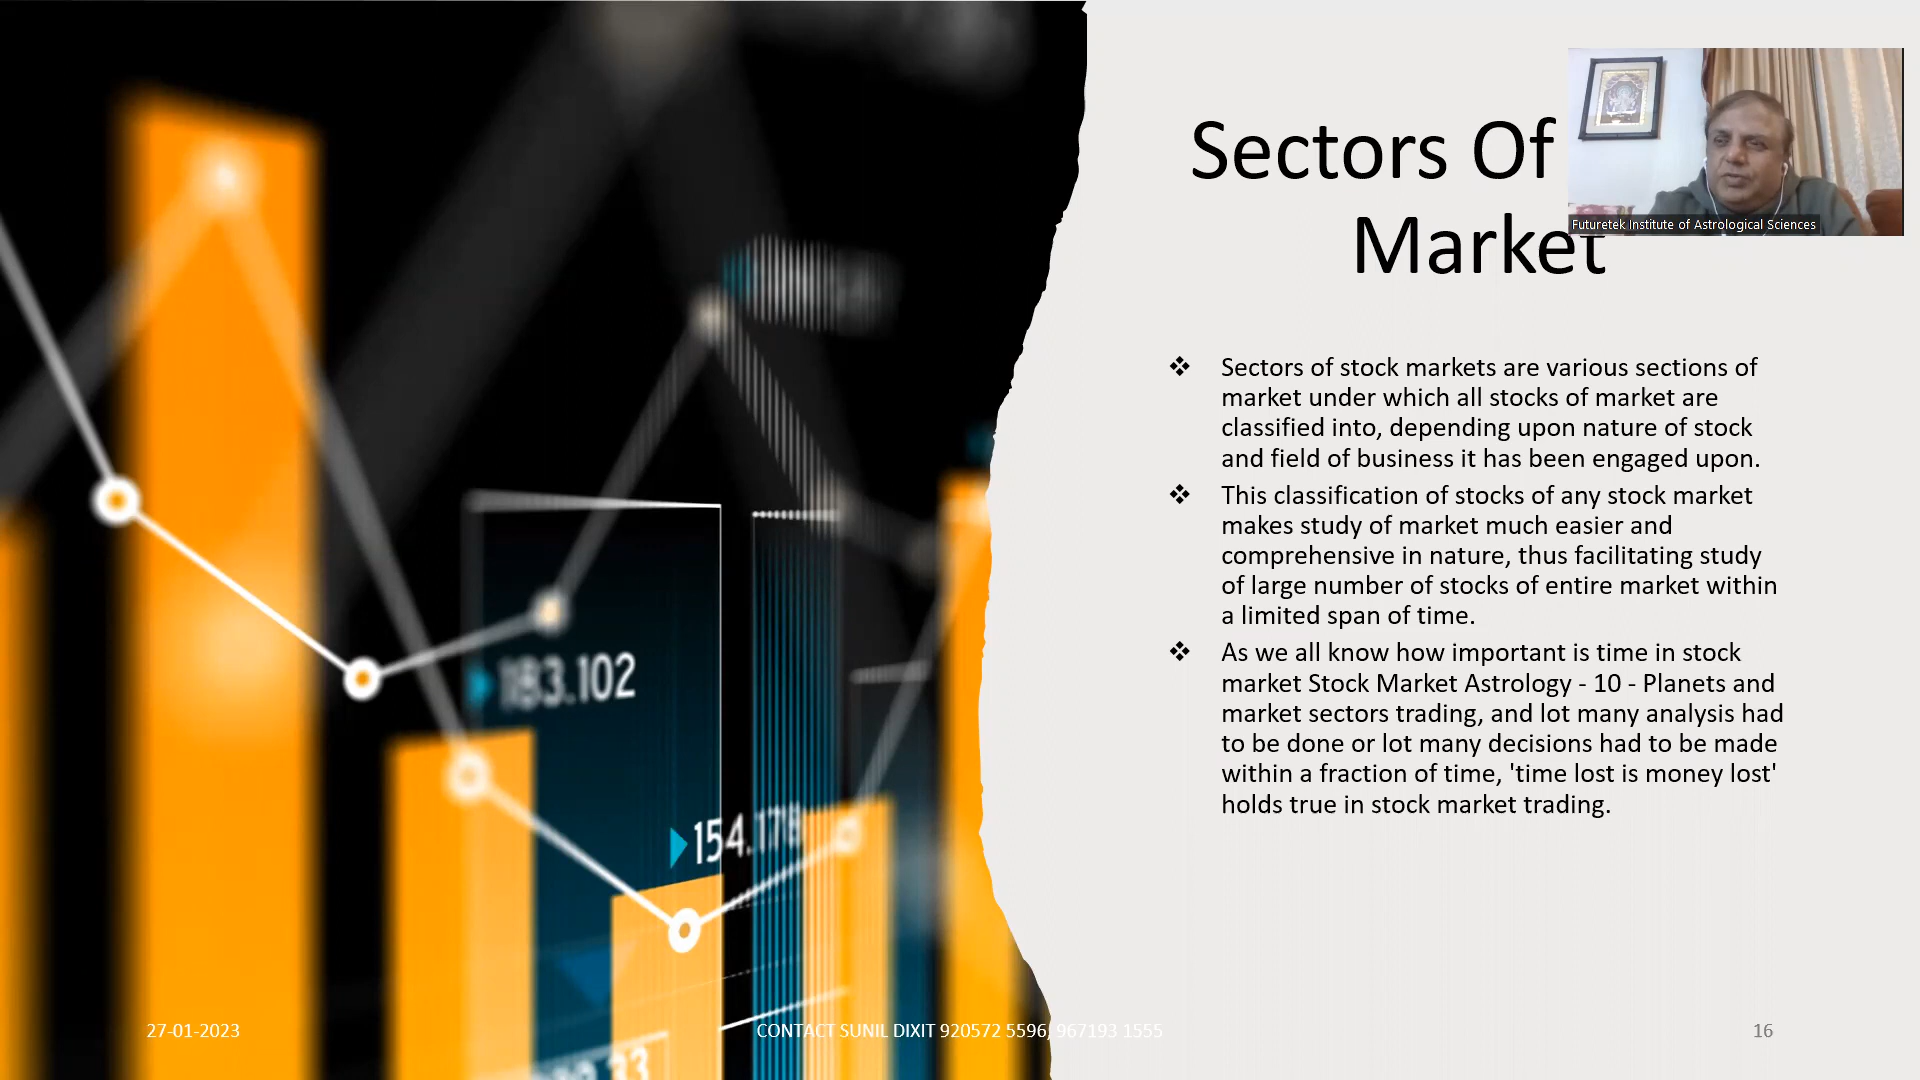 Sectors Of
Market
Futuretek Institute of Astrological Sciences
❖ Sectors of stock markets are various sections of
market under which all stocks of market are
classified into, depending upon nature of stock
and field of business it has been engaged upon.
❖ This classification of stocks of any stock market
makes study of market much easier and
comprehensive in nature, thus facilitating study
of large number of stocks of entire market within
a limited span of time.
❖ As we all know how important is time in stock
market Stock Market Astrology - 10 - Planets and
market sectors trading, and lot many analysis had
to be done or lot many decisions had to be made
within a fraction of time, 'time lost is money lost'
holds true in stock market trading.
183.102
154.178
27-01-2023
CONTACT SUNIL DIXIT 920572 5596, 967193 1555
16